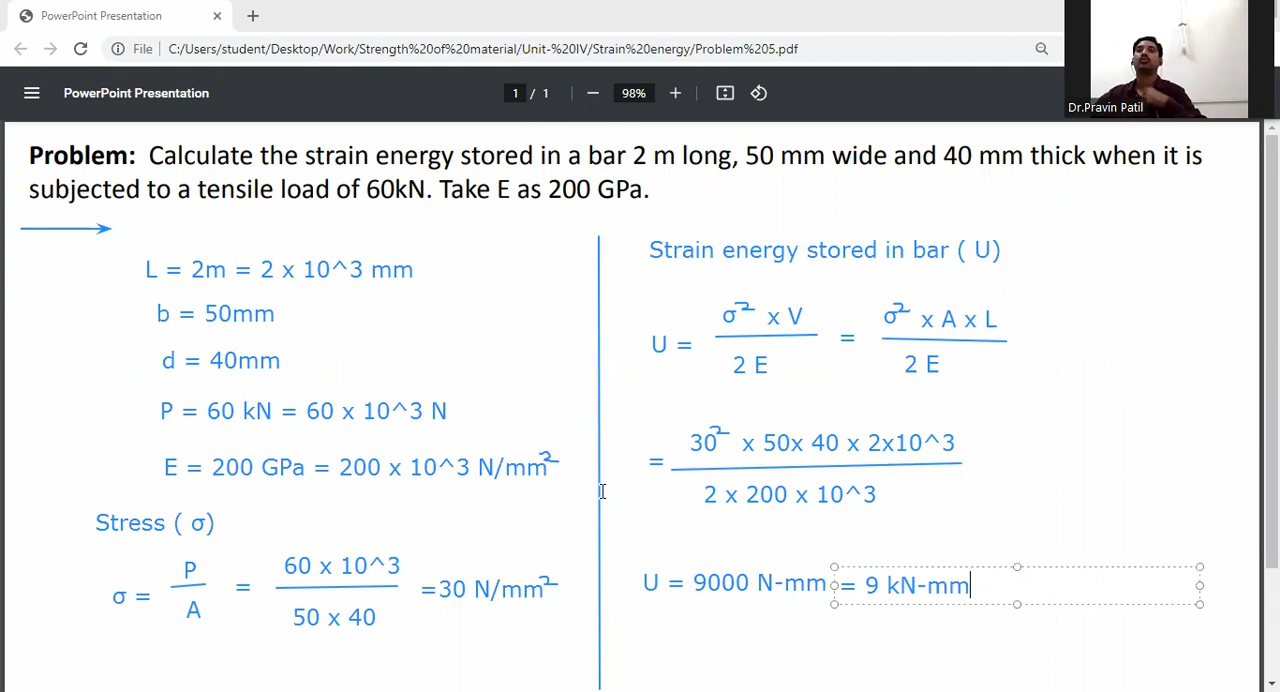 PowerPoint Presentation
File
C:/Users/student/Desktop/Work/Strength%20of%20material/Unit-%20IV/Strain%20energy/Problem%205.pdf
PowerPoint Presentation
1 / 1
98%
Dr.Pravin Patil
Problem: Calculate the strain energy stored in a bar 2 m long, 50 mm wide and 40 mm thick when it is
subjected to a tensile load of 60kN. Take E as 200 GPa.
L = 2m = 2 x 10^3 mm
b = 50mm
d = 40mm
P = 60 kN = 60 x 10^3 N
E = 200 GPa = 200 x 10^3 N/mm²
Stress ( σ)
σ = P / A = 60 x 10^3 / 50 x 40 =30 N/mm²
Strain energy stored in bar ( U)
U = σ² x V / 2 E = σ² x A x L / 2 E
= 30² x 50x 40 x 2x10^3 / 2 x 200 x 10^3
U = 9000 N-mm = 9 kN-mm